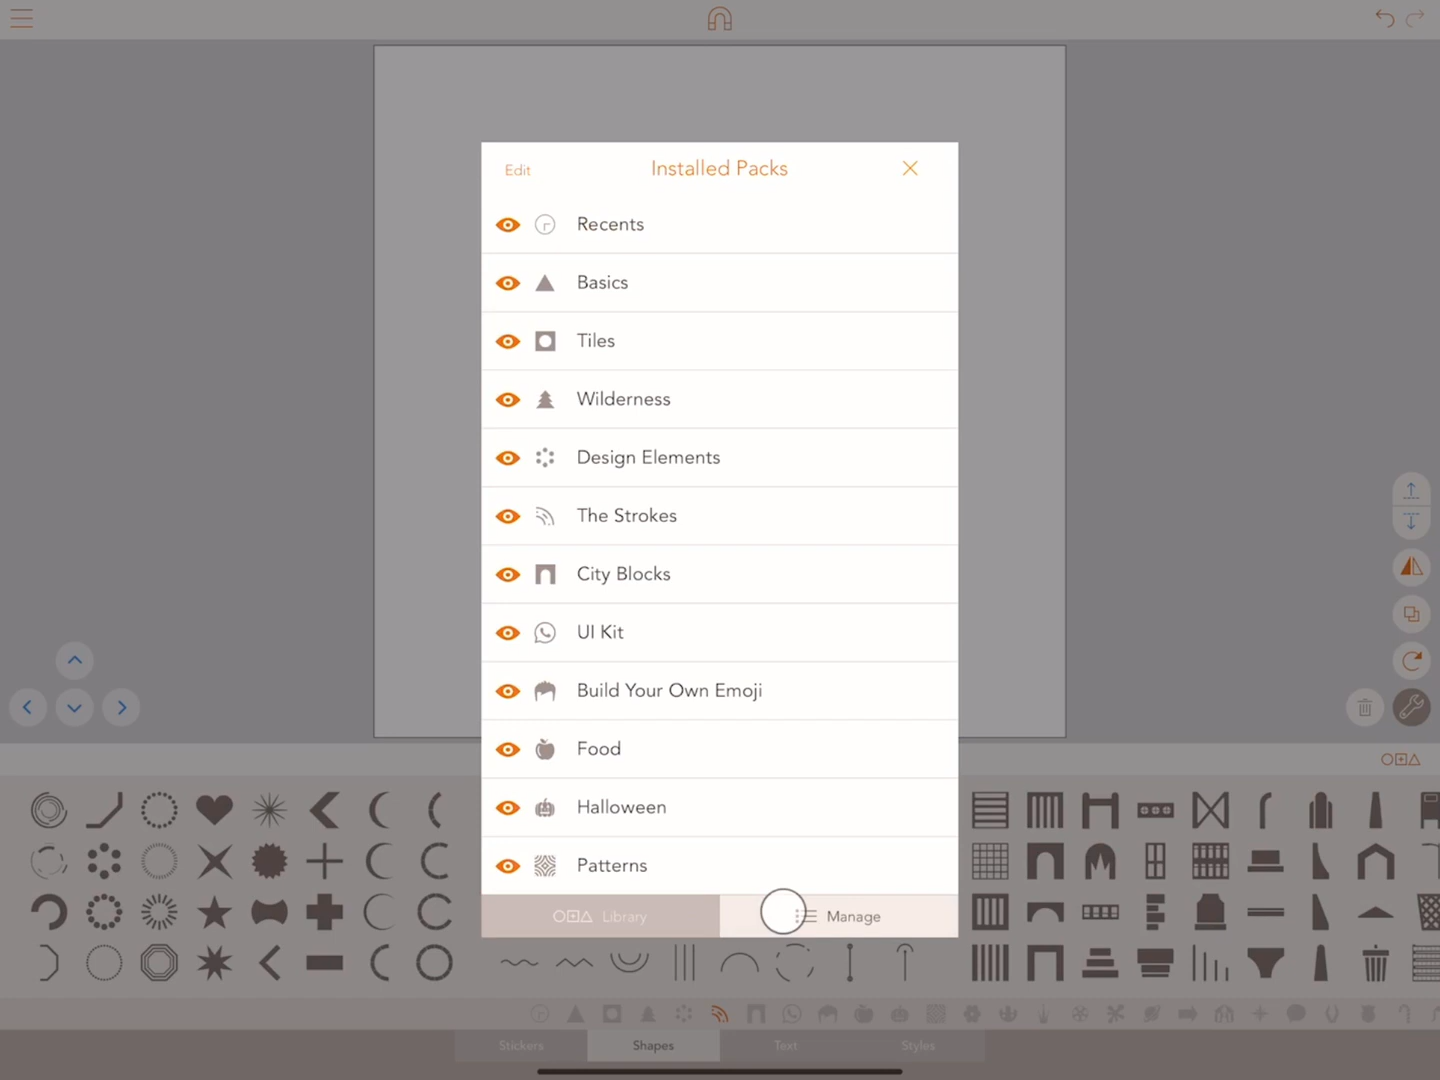 Edit
Installed Packs
Recents
Basics
Tiles
Wilderness
Design Elements
The Strokes
City Blocks
UI Kit
Build Your Own Emoji
Food
Halloween
Patterns
Library
Manage
Stickers
Shapes
Text
Styles